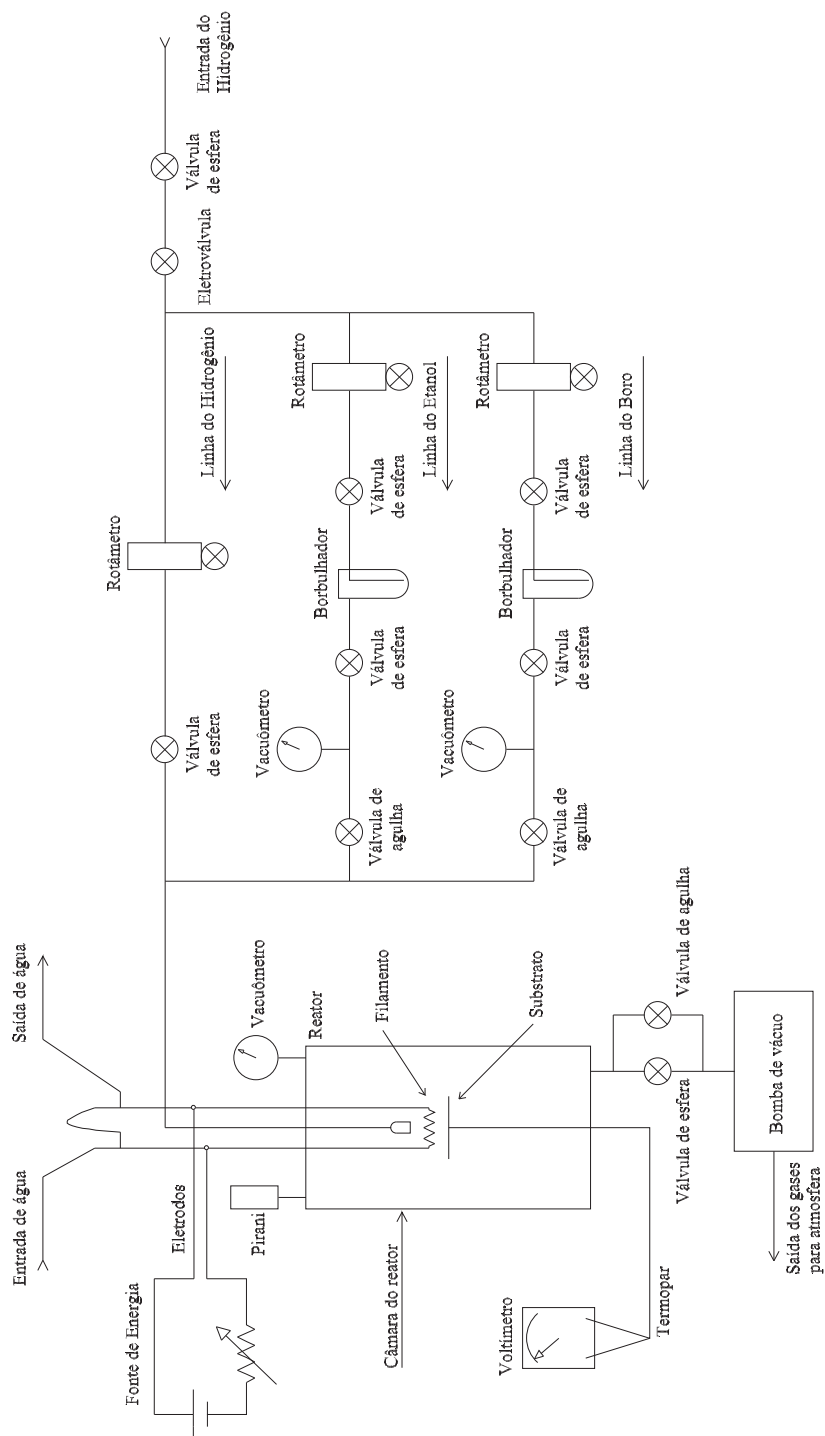 Entrada de água
Saída de água
Fonte de Energia
Eletrodos
Pirani
Vacuômetro
Reator
Câmara do reator
Filamento
Substrato
Voltímetro
Termopar
Válvula de esfera
Válvula de agulha
Bomba de vácuo
Saída dos gases
para atmosfera
Válvula
de esfera
Rotâmetro
Linha do Hidrogênio
Eletroválvula
Válvula
de esfera
Entrada do
Hidrogênio
Vacuômetro
Válvula de
agulha
Válvula
de esfera
Borbulhador
Válvula
de esfera
Rotâmetro
Linha do Etanol
Vacuômetro
Válvula de
agulha
Válvula
de esfera
Borbulhador
Válvula
de esfera
Rotâmetro
Linha do Boro